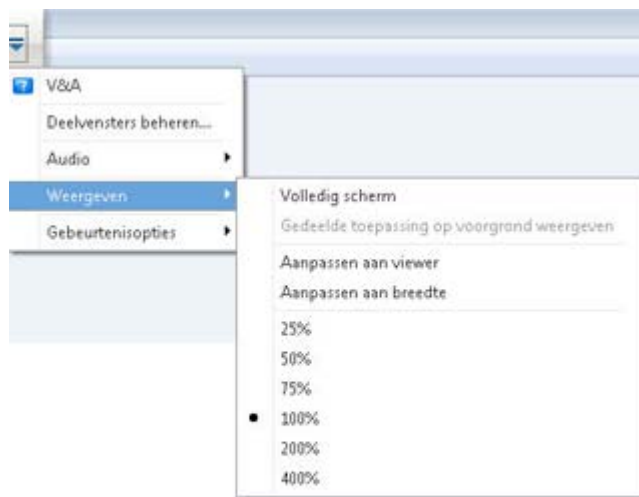 V&A
Deelvensters beheren...
Audio
Weergeven
Gebeurtenisopties
Volledig scherm
Gedeelde toepassing op voorgrond weergeven
Aanpassen aan viewer
Aanpassen aan breedte
25%
50%
75%
100%
200%
400%